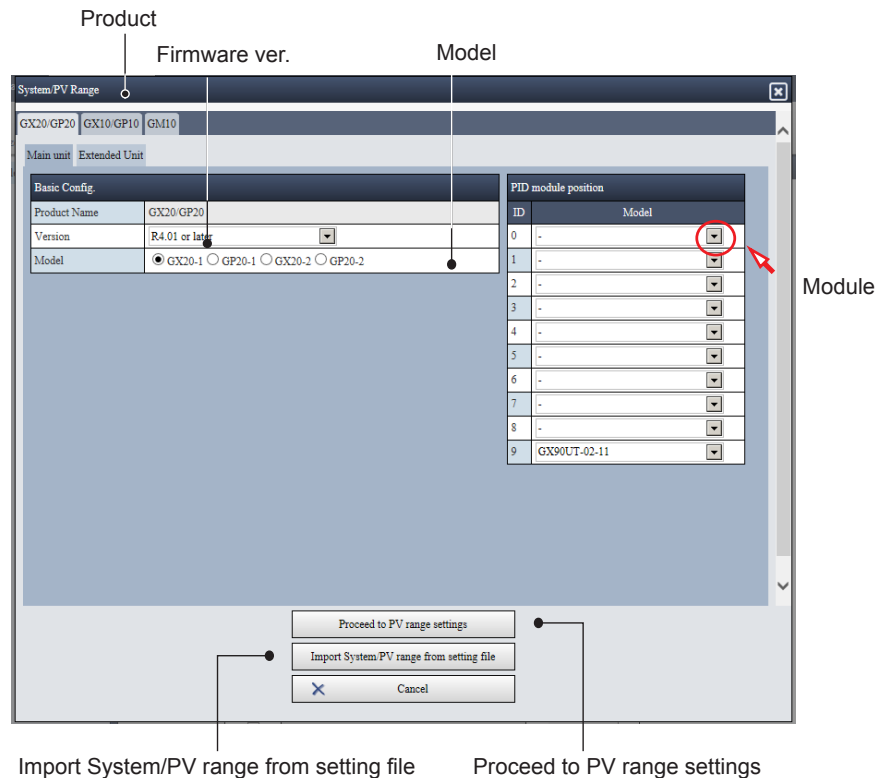 Product
Firmware ver.
Model
System/PV Range
GX20/GP20 GX10/GP10 GM10
Main unit Extended Unit
Basic Config.
Product Name GX20/GP20
Version R4.01 or later
Model GX20-1 GP20-1 GX20-2 GP20-2
PID module position
ID Model
0 -
1 -
2 -
3 -
4 -
5 -
6 -
7 -
8 -
9 GX90UT-02-11
Module
Proceed to PV range settings
Import System/PV range from setting file
Cancel
Import System/PV range from setting file
Proceed to PV range settings